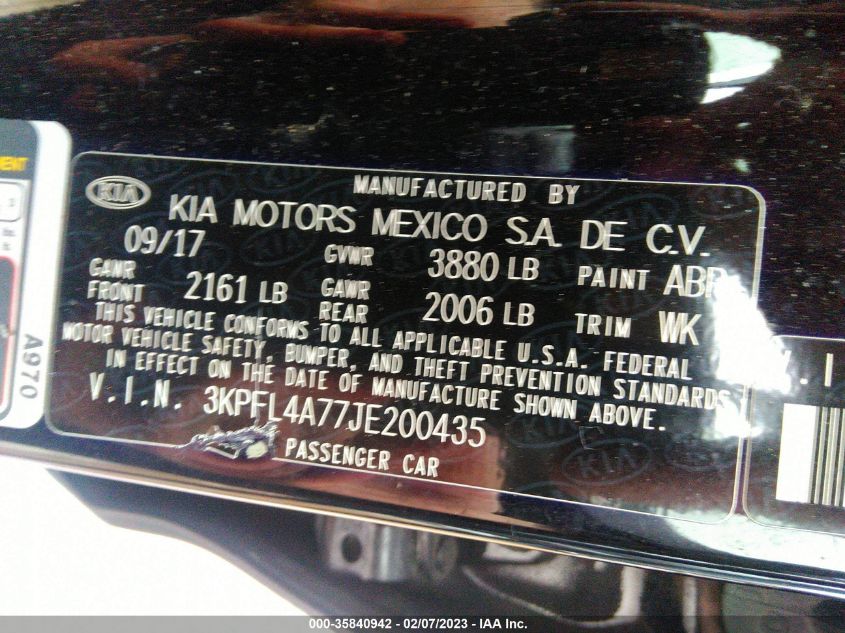 MENT
A970
KIA
MANUFACTURED BY
KIA MOTORS MEXICO S.A. DE C.V.
09/17 GVWR 3880 LB PAINT ABP
GAWR FRONT 2161 LB GAWR REAR 2006 LB TRIM WK
THIS VEHICLE CONFORMS TO ALL APPLICABLE U.S.A. FEDERAL
MOTOR VEHICLE SAFETY, BUMPER, AND THEFT PREVENTION STANDARDS
IN EFFECT ON THE DATE OF MANUFACTURE SHOWN ABOVE.
V.I.N. 3KPFL4A77JE200435
PASSENGER CAR
V.I
000-35840942 - 02/07/2023 - IAA Inc.